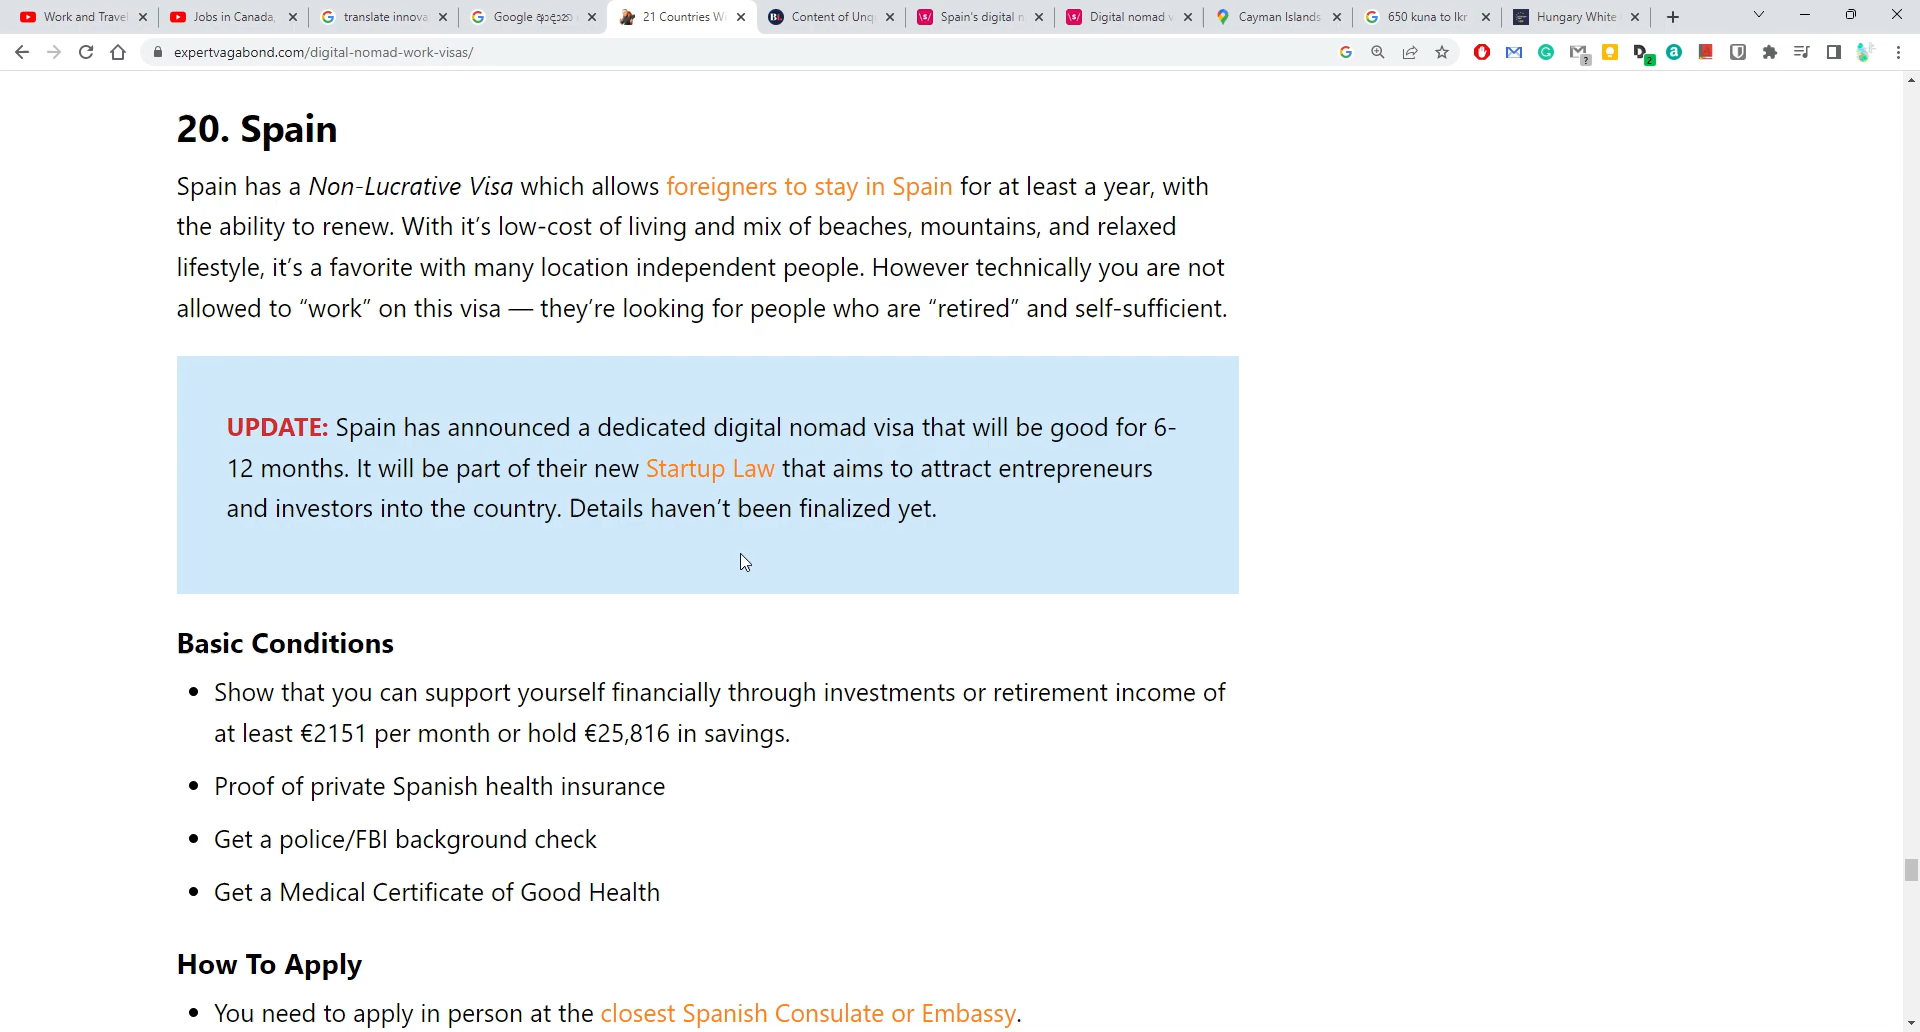 Work and Trave
Jobs in Canada,
translate innova
Google
21 Countries W
Content of Unq
Spain's digital n
Digital nomad v
Cayman Islands
650 kuna to lkr
Hungary White
expertvagabond.com/digital-nomad-work-visas/
20. Spain
Spain has a Non-Lucrative Visa which allows foreigners to stay in Spain for at least a year, with
the ability to renew. With it’s low-cost of living and mix of beaches, mountains, and relaxed
lifestyle, it’s a favorite with many location independent people. However technically you are not
allowed to “work” on this visa — they’re looking for people who are “retired” and self-sufficient.
UPDATE: Spain has announced a dedicated digital nomad visa that will be good for 6-
12 months. It will be part of their new Startup Law that aims to attract entrepreneurs
and investors into the country. Details haven’t been finalized yet.
Basic Conditions
• Show that you can support yourself financially through investments or retirement income of
at least €2151 per month or hold €25,816 in savings.
• Proof of private Spanish health insurance
• Get a police/FBI background check
• Get a Medical Certificate of Good Health
How To Apply
• You need to apply in person at the closest Spanish Consulate or Embassy.